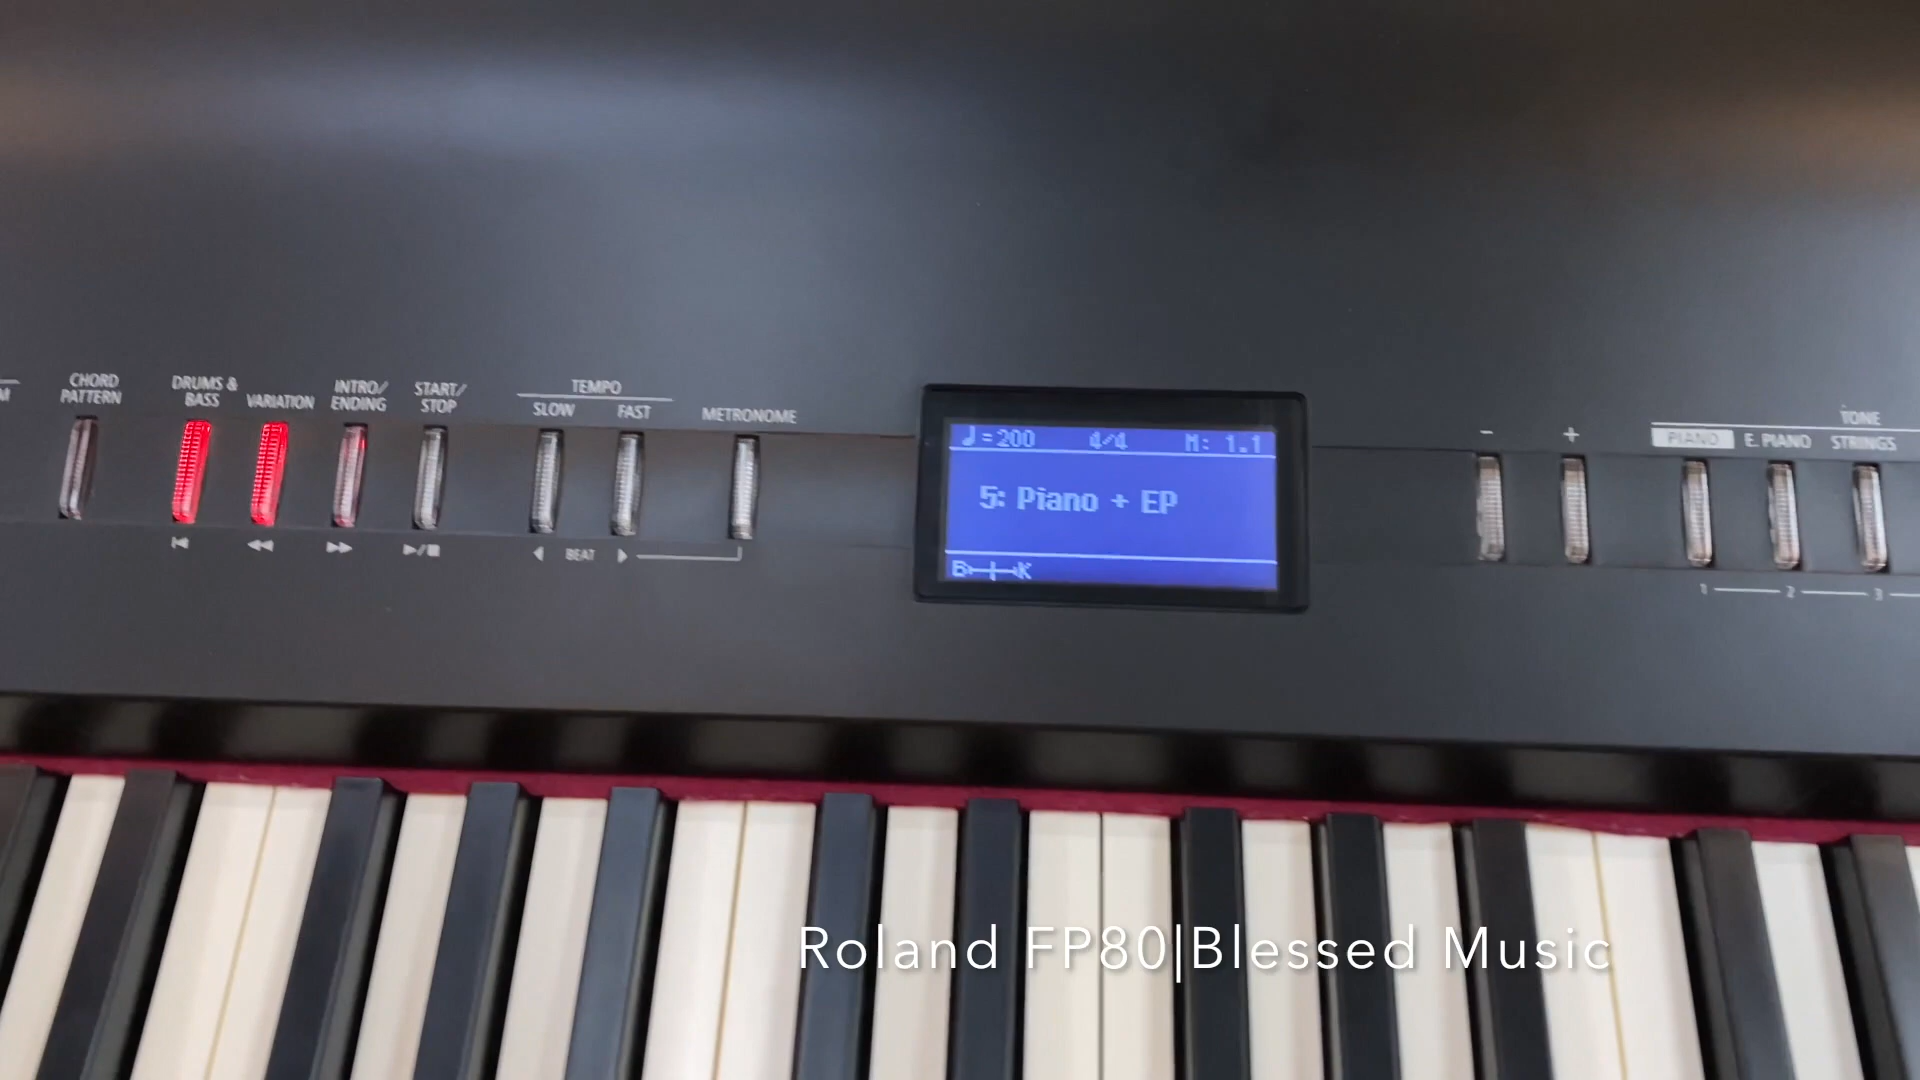 M
CHORD
PATTERN
DRUMS &
BASS
VARIATION
INTRO/
ENDING
START/
STOP
TEMPO
SLOW
FAST
METRONOME
BEAT
♩=200 4/4 M: 1.1
5: Piano + EP
- +
TONE
PIANO E. PIANO STRINGS
1 2 3
Roland FP80|Blessed Music